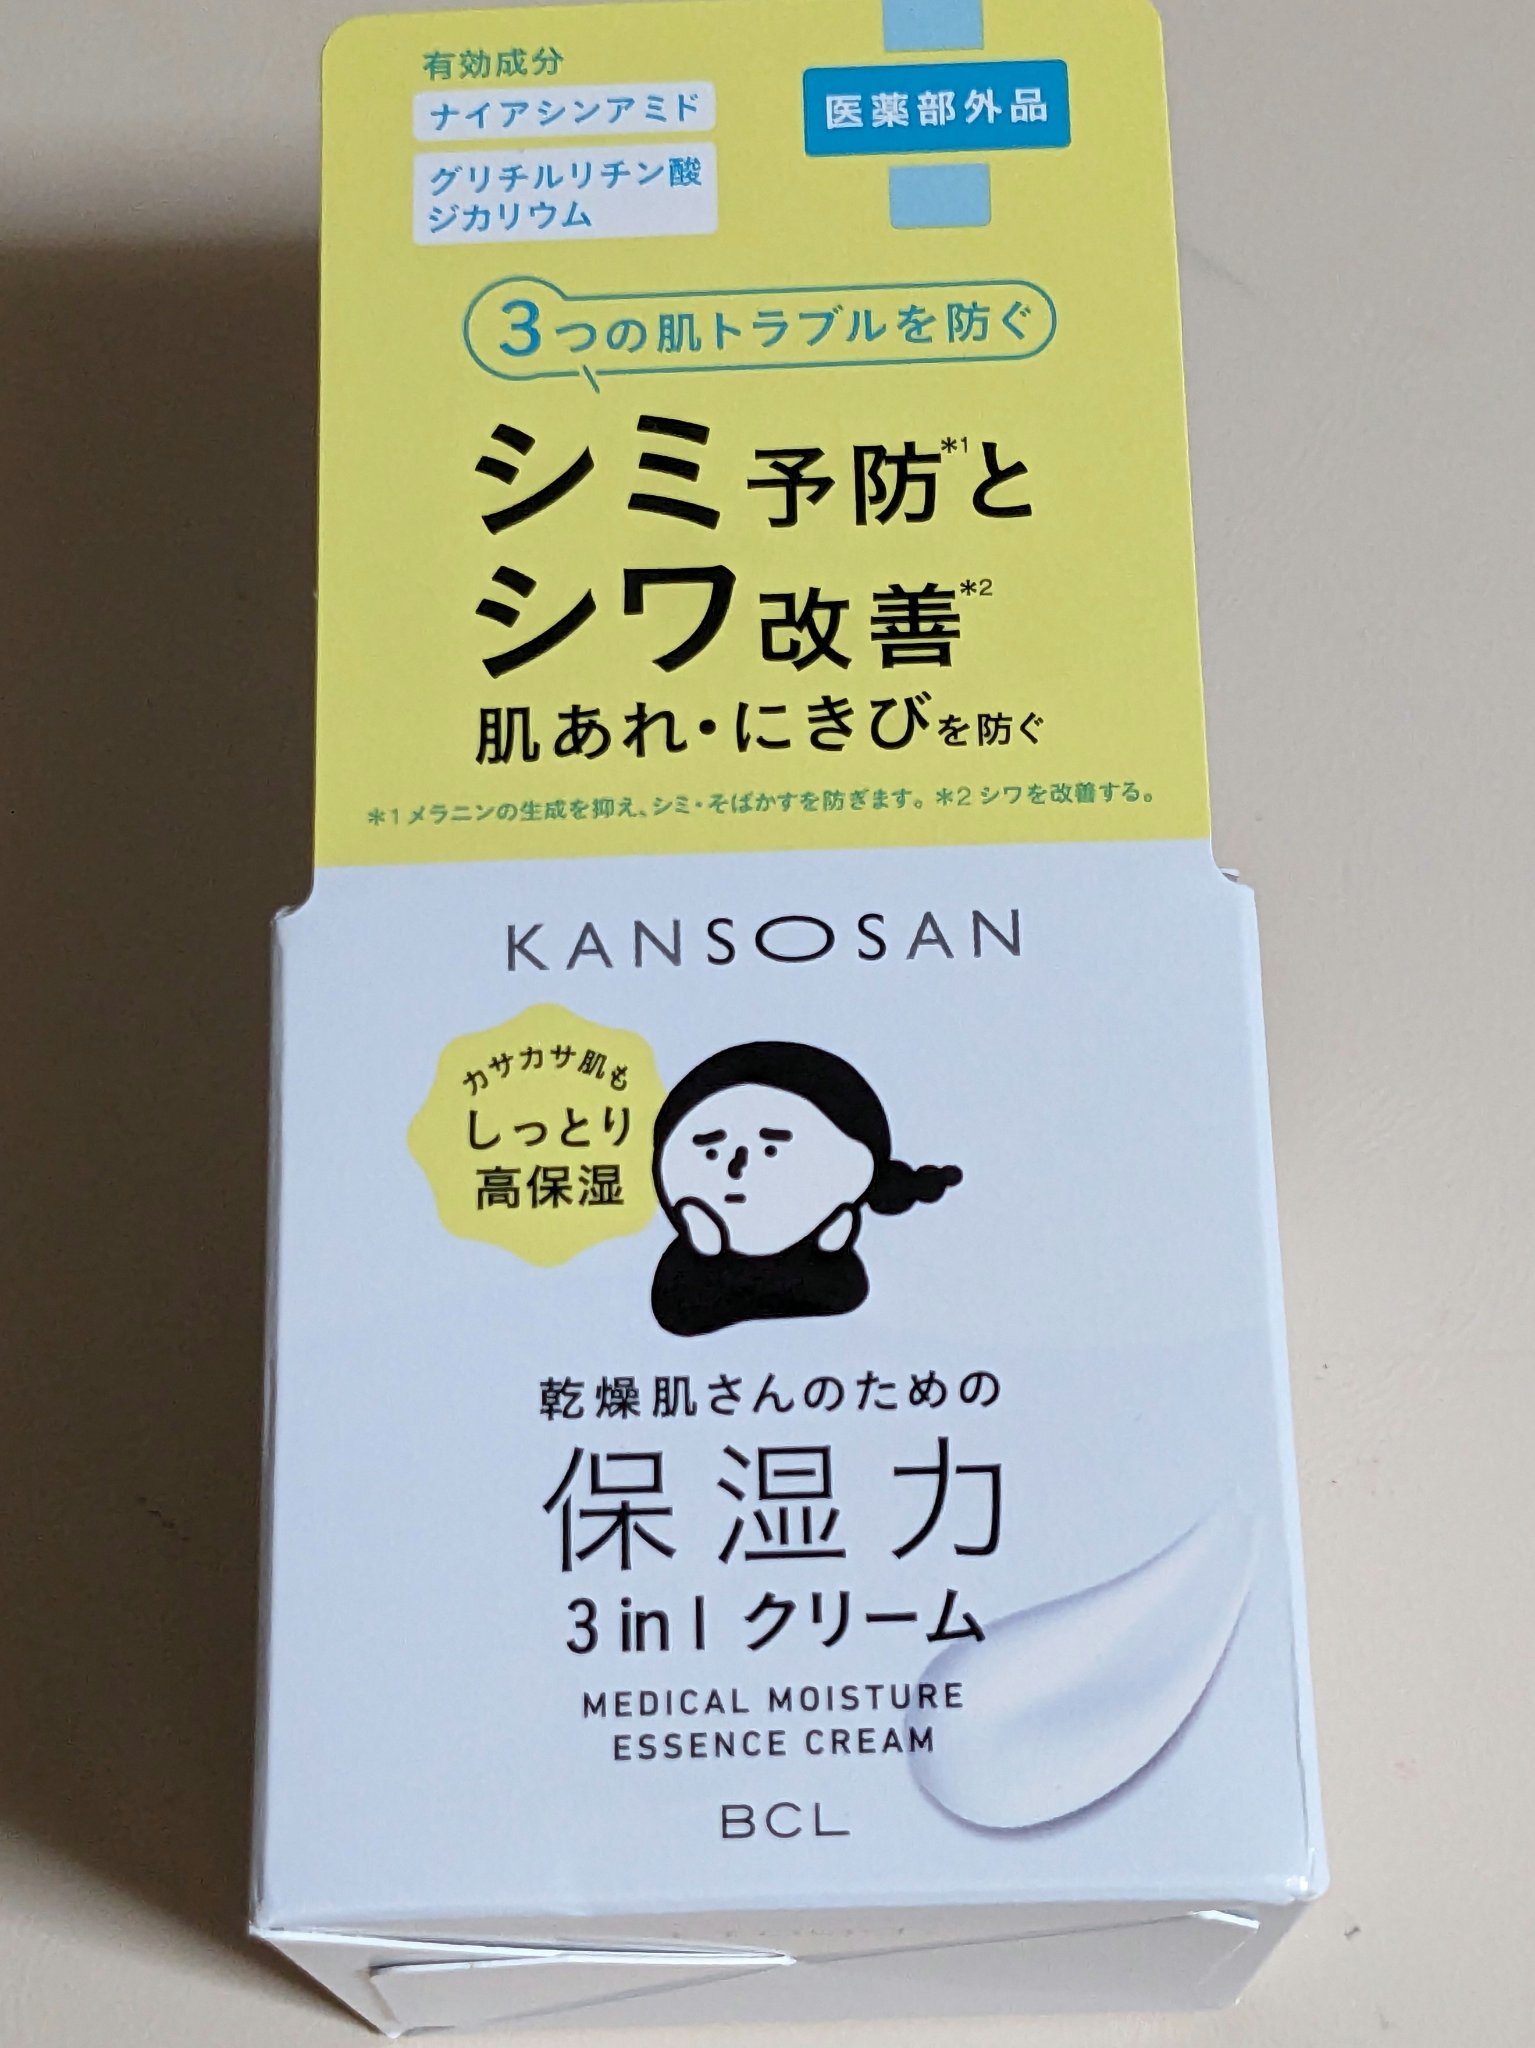 有効成分
ナイアシンアミド
グリチルリチン酸
ジカリウム
医薬部外品
3つの肌トラブルを防ぐ
シミ予防*1と
シワ改善*2
肌あれ・にきびを防ぐ
*1メラニンの生成を抑え、シミ・そばかすを防ぎます。*2 シワを改善する。
KANSOSAN
カサカサ肌も
しっとり
高保湿
乾燥肌さんのための
保湿力
3in1 クリーム
MEDICAL MOISTURE
ESSENCE CREAM
BCL